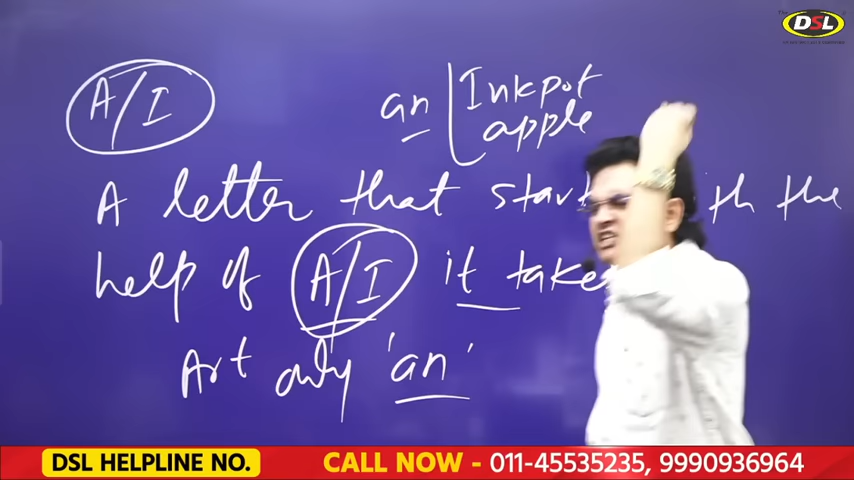 A/I
an Inkpot
apple
A letter that start th the
help of A/I it take
Art only 'an'
DSL
DSL HELPLINE NO. CALL NOW - 011-45535235, 9990936964